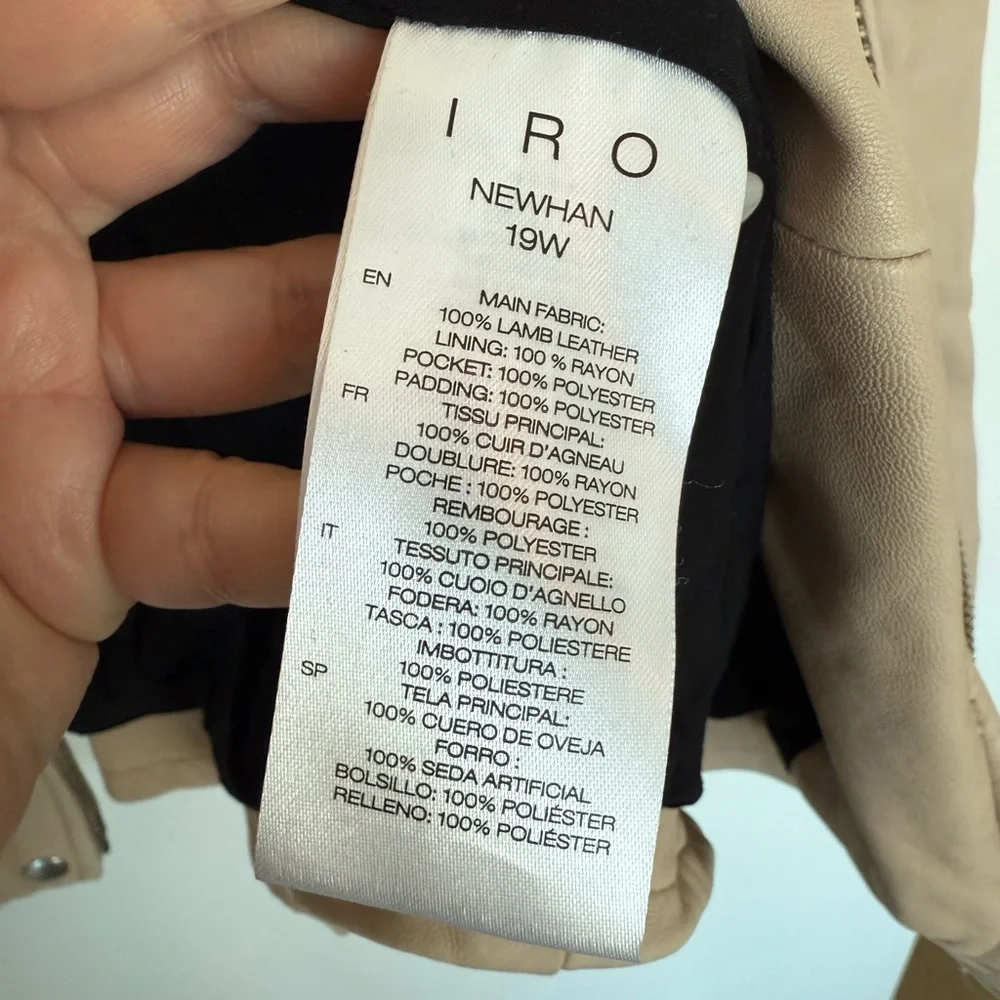 I R O
NEWHAN
19W
EN
MAIN FABRIC:
100% LAMB LEATHER
LINING: 100 % RAYON
POCKET: 100% POLYESTER
PADDING: 100% POLYESTER
FR
TISSU PRINCIPAL:
100% CUIR D'AGNEAU
DOUBLURE: 100% RAYON
POCHE : 100% POLYESTER
REMBOURAGE :
100% POLYESTER
IT
TESSUTO PRINCIPALE:
100% CUOIO D'AGNELLO
FODERA: 100% RAYON
TASCA : 100% POLIESTERE
IMBOTTITURA :
100% POLIESTERE
SP
TELA PRINCIPAL:
100% CUERO DE OVEJA
FORRO :
100% SEDA ARTIFICIAL
BOLSILLO: 100% POLIÉSTER
RELLENO: 100% POLIÉSTER